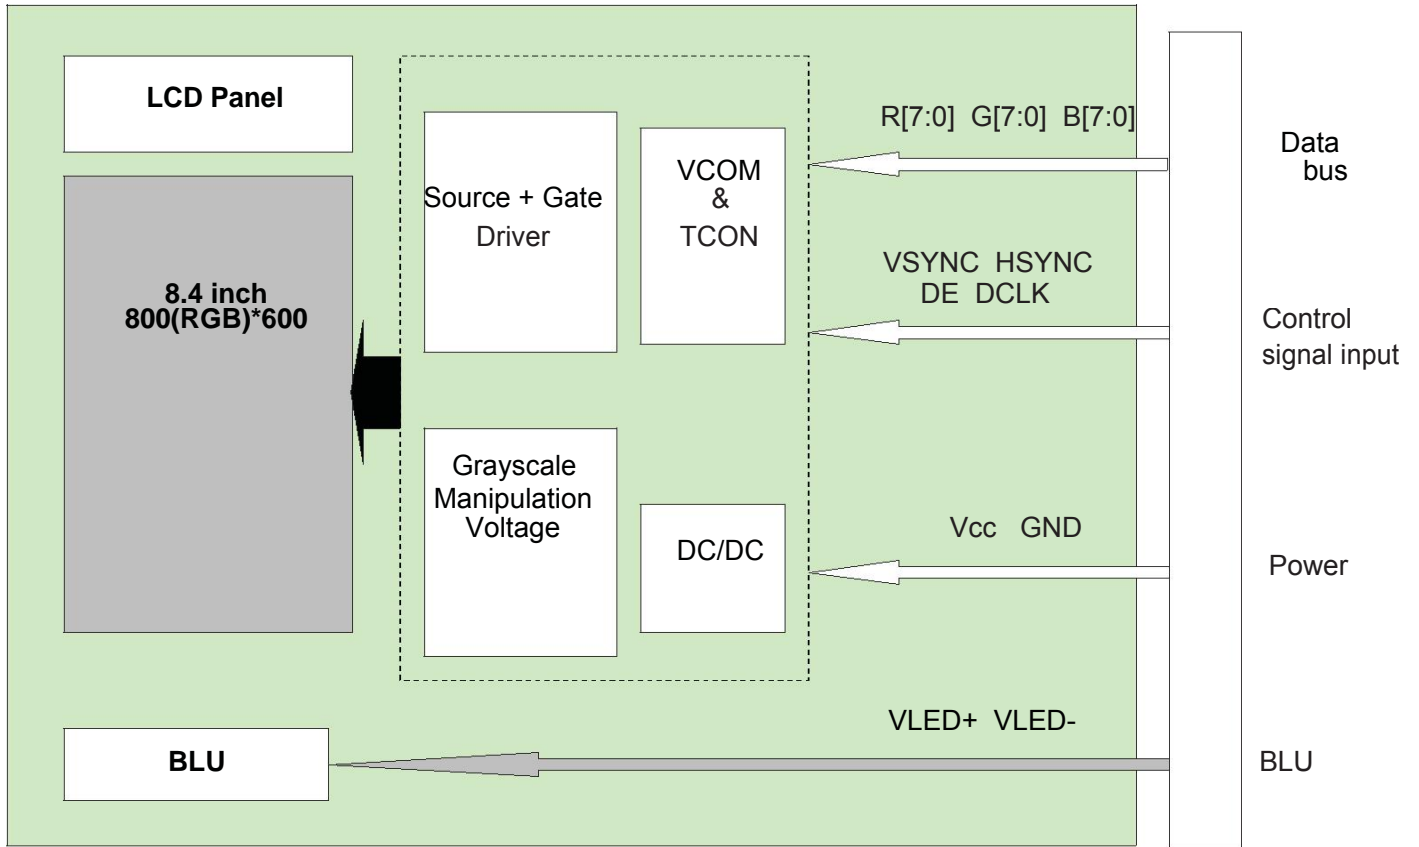 LCD Panel
8.4 inch
800(RGB)*600
Source + Gate
Driver
VCOM
&
TCON
Grayscale
Manipulation
Voltage
DC/DC
R[7:0] G[7:0] B[7:0]
Data
bus
VSYNC HSYNC
DE DCLK
Control
signal input
Vcc GND
Power
VLED+ VLED-
BLU
BLU